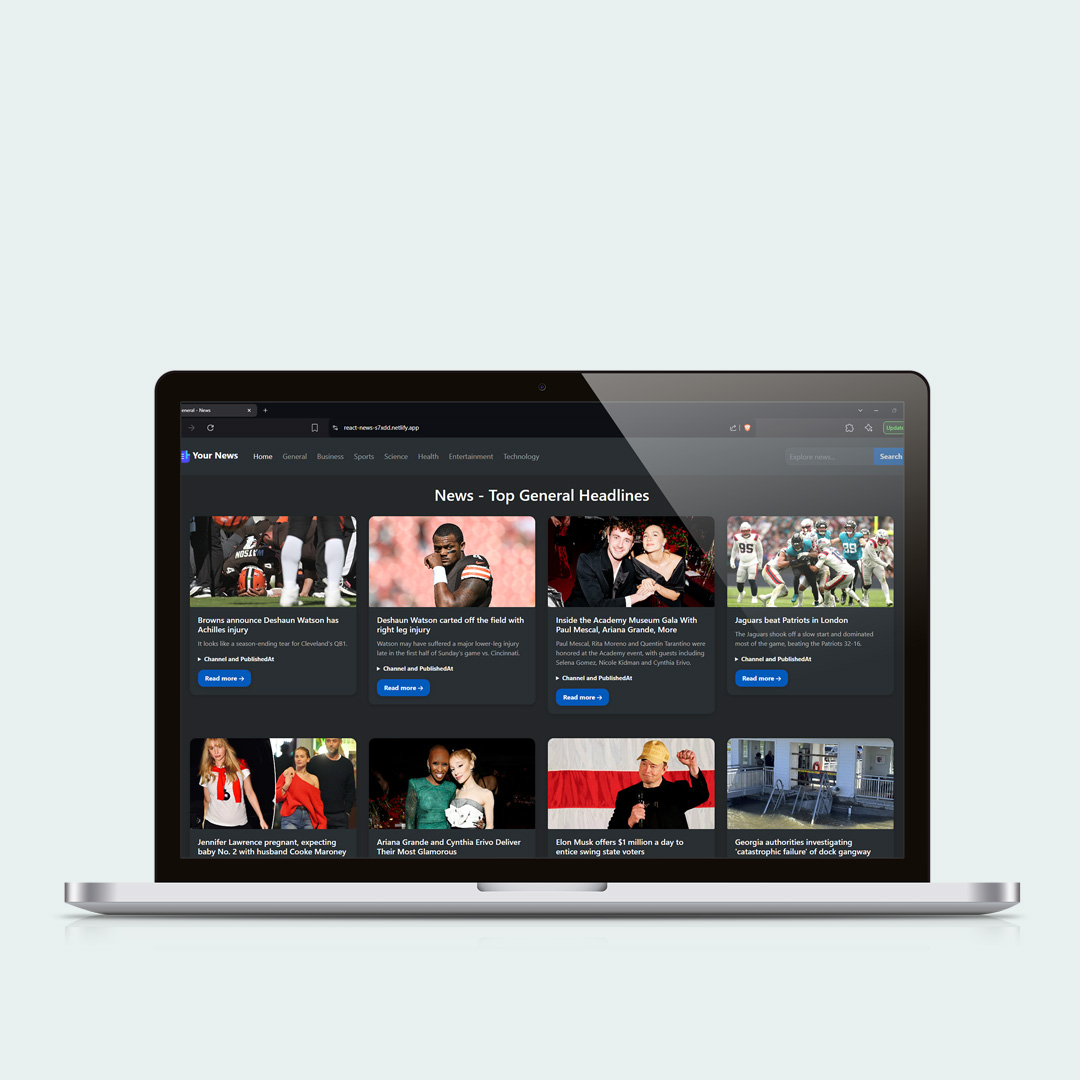 eneral - News
react-news-s7xdd.netlify.app
Updat
Your News
Home General Business Sports Science Health Entertainment Technology
Explore news...
Search
News - Top General Headlines
WATSON
95
89
Browns announce Deshaun Watson has
Achilles injury
It looks like a season-ending tear for Cleveland's QB1.
Channel and PublishedAt
Read more →
Deshaun Watson carted off the field with
right leg injury
Watson may have suffered a major lower-leg injury
late in the first half of Sunday's game vs. Cincinnati.
Channel and PublishedAt
Read more →
Inside the Academy Museum Gala With
Paul Mescal, Ariana Grande, More
Paul Mescal, Rita Moreno and Quentin Tarantino were
honored at the Academy event, with guests including
Selena Gomez, Nicole Kidman and Cynthia Erivo.
Channel and PublishedAt
Read more →
Jaguars beat Patriots in London
The Jaguars shook off a slow start and dominated
most of the game, beating the Patriots 32-16.
Channel and PublishedAt
Read more →
Jennifer Lawrence pregnant, expecting
baby No. 2 with husband Cooke Maroney
Ariana Grande and Cynthia Erivo Deliver
Their Most Glamorous
Elon Musk offers $1 million a day to
entice swing state voters
Georgia authorities investigating
'catastrophic failure' of dock gangway